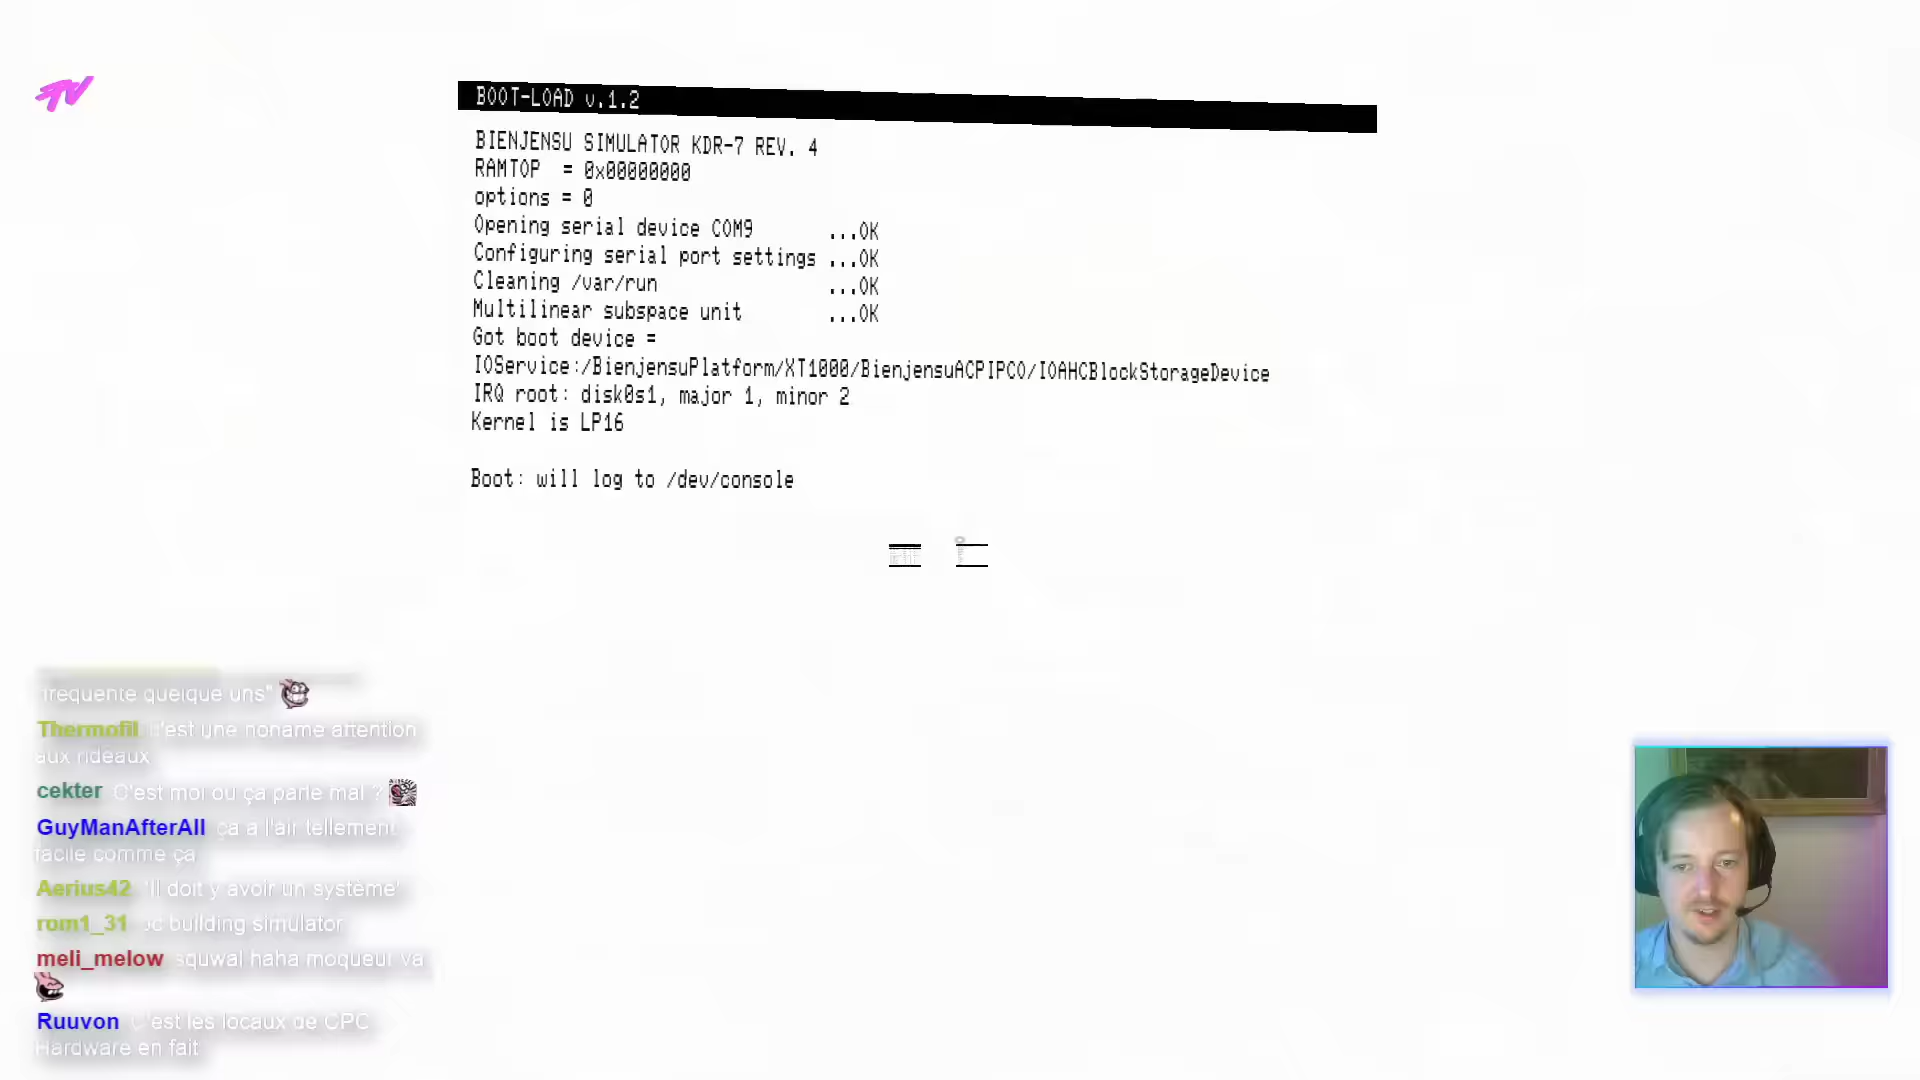 TV
BOOT-LOAD v.1.2
BIENJENSU SIMULATOR KDR-7 REV. 4
RAMTOP = 0x00000000
options = 0
Opening serial device COM9 ...OK
Configuring serial port settings ...OK
Cleaning /var/run ...OK
Multilinear subspace unit ...OK
Got boot device =
IOService:/BienjensuPlatform/XT1000/BienjensuACPIPCO/IOAHCBlockStorageDevice
IRQ root: disk0s1, major 1, minor 2
Kernel is LP16
Boot: will log to /dev/console
frequente quelque uns"
Thermofil c'est une noname attention
aux rideaux
cekter C'est moi ou ça parle mal ?
GuyManAfterAll ça a l'air tellement
facile comme ça
Aerius42 'Il doit y avoir un système'
rom1_31 pc building simulator
meli_melow squwal haha moqueur va
Ruuvon C'est les locaux de CPC
Hardware en fait